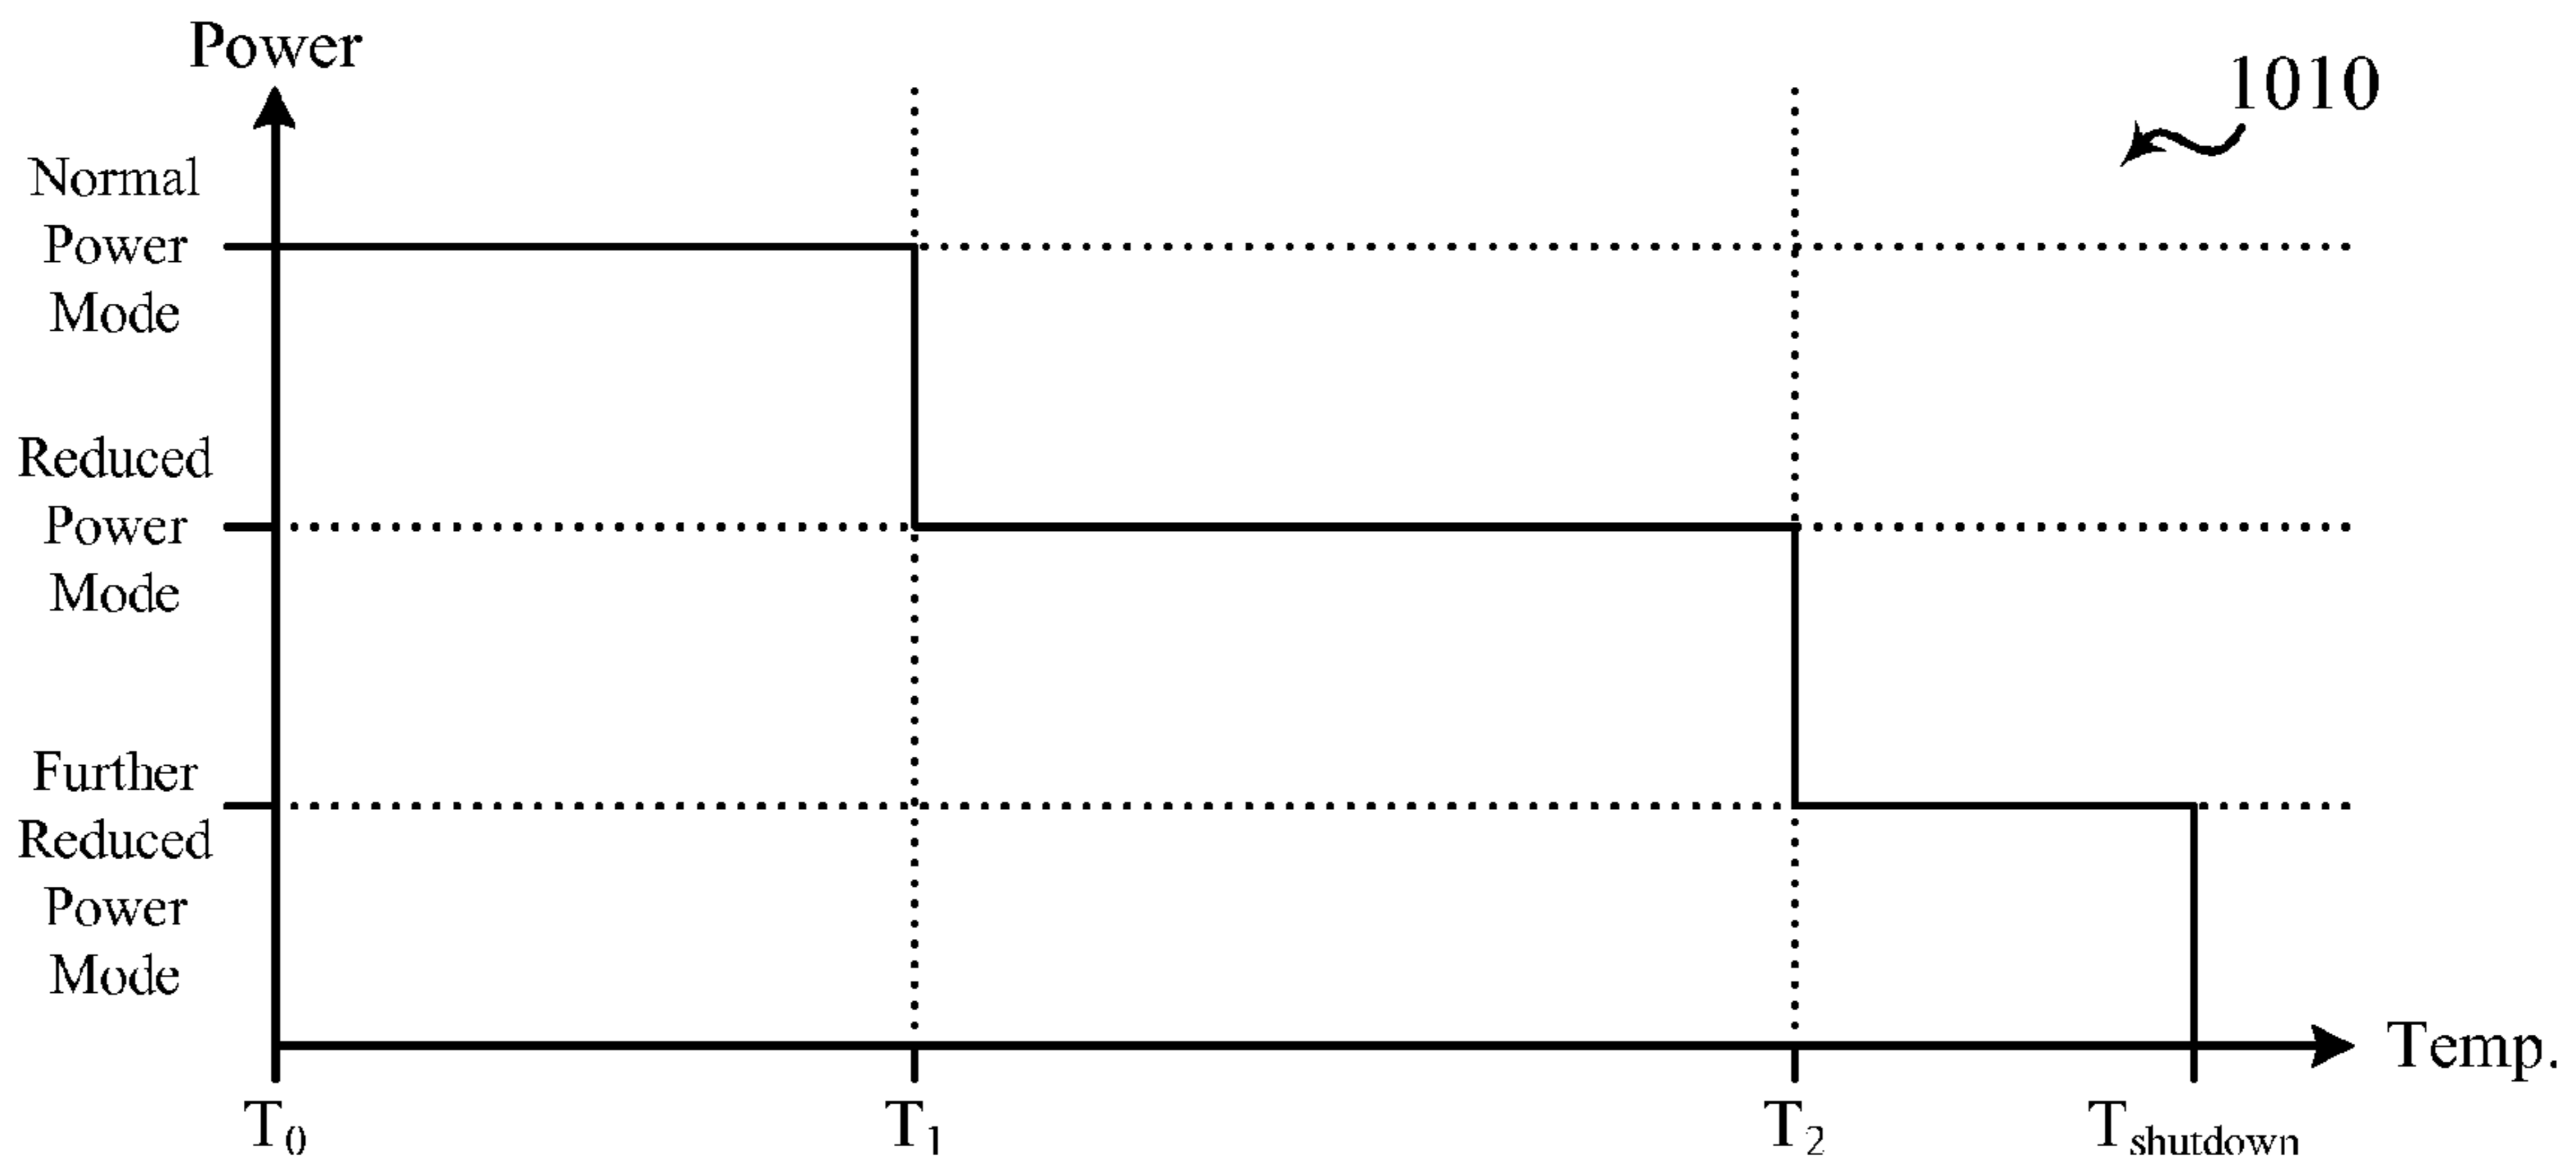 Power
1010
Normal
Power
Mode
Reduced
Power
Mode
Further
Reduced
Power
Mode
Temp.
T0
T1
T2
Tshutdown